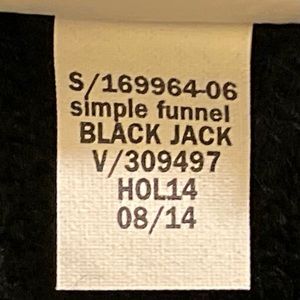 S/169964-06
simple funnel
BLACK JACK
V/309497
HOL14
08/14